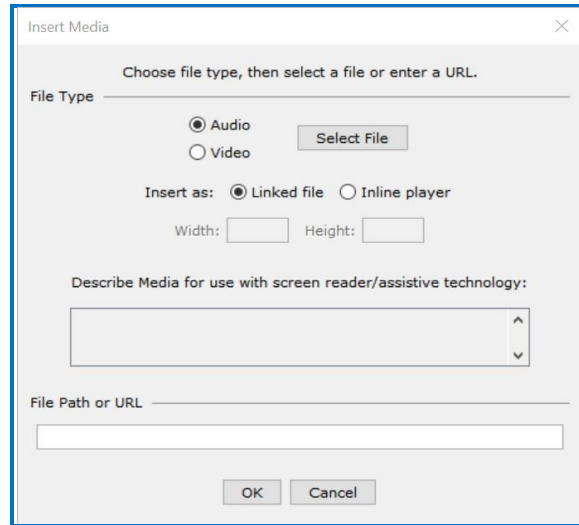 Insert Media
Choose file type, then select a file or enter a URL.
File Type
Audio
Select File
Video
Insert as: Linked file Inline player
Width: Height:
Describe Media for use with screen reader/assistive technology:
File Path or URL
OK Cancel